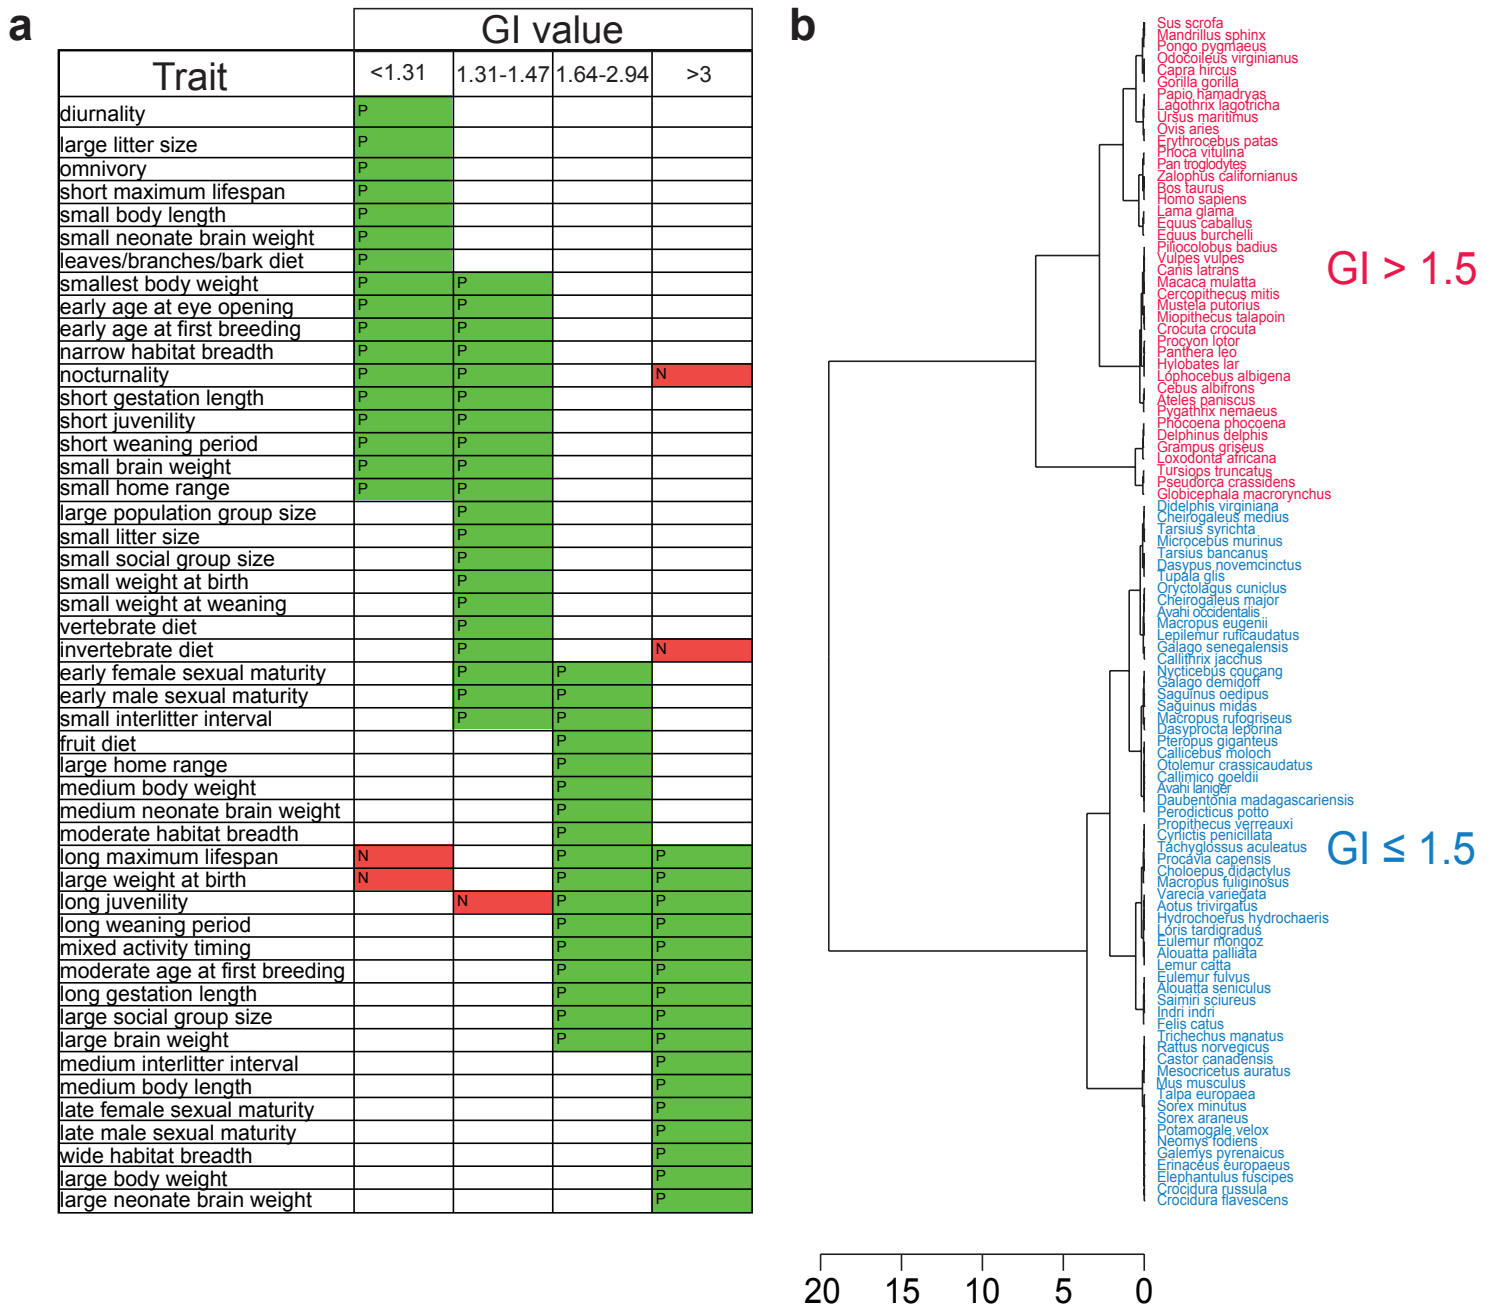 a
GI value
Trait <1.31 1.31-1.47 1.64-2.94 >3
diurnality P
large litter size P
omnivory P
short maximum lifespan P
small body length P
small neonate brain weight P
leaves/branches/bark diet P
smallest body weight P P
early age at eye opening P P
early age at first breeding P P
narrow habitat breadth P P
nocturnality P P N
short gestation length P P
short juvenility P P
short weaning period P P
small brain weight P P
small home range P P
large population group size P
small litter size P
small social group size P
small weight at birth P
small weight at weaning P
vertebrate diet P
invertebrate diet P N
early female sexual maturity P P
early male sexual maturity P P
small interlitter interval P P
fruit diet P
large home range P
medium body weight P
medium neonate brain weight P
moderate habitat breadth P
long maximum lifespan N P P
large weight at birth N P P
long juvenility N P P
long weaning period P P
mixed activity timing P P
moderate age at first breeding P P
long gestation length P P
large social group size P P
large brain weight P P
medium interlitter interval P
medium body length P
late female sexual maturity P
late male sexual maturity P
wide habitat breadth P
large body weight P
large neonate brain weight P
b
Sus scrofa
Mandrillus sphinx
Pongo pygmaeus
Odocoileus virginianus
Capra hircus
Gorilla gorilla
Papio hamadryas
Lagothrix lagotricha
Ursus maritimus
Ovis aries
Erythrocebus patas
Phoca vitulina
Pan troglodytes
Zalophus californianus
Bos taurus
Homo sapiens
Lama glama
Equus caballus
Equus burchelli
Piliocolobus badius
Vulpes vulpes
Canis latrans
Macaca mulatta
Cercopithecus mitis
Mustela putorius
Miopithecus talapoin
Crocuta crocuta
Procyon lotor
Panthera leo
Hylobates lar
Lophocebus albigena
Cebus albifrons
Ateles paniscus
Pygathrix nemaeus
Phocoena phocoena
Delphinus delphis
Grampus griseus
Loxodonta africana
Tursiops truncatus
Pseudorca crassidens
Globicephala macrorynchus
GI > 1.5
Didelphis virginiana
Cheirogaleus medius
Tarsius syrichta
Microcebus murinus
Tarsius bancanus
Dasypus novemcinctus
Tupala glis
Oryctolagus cuniclus
Cheirogaleus major
Avahi occidentalis
Macropus eugenii
Lepilemur ruficaudatus
Galago senegalensis
Callithrix jacchus
Nycticebus coucang
Galago demidoff
Saguinus oedipus
Saguinus midas
Macropus rufogriseus
Dasyprocta leporina
Pteropus giganteus
Callicebus moloch
Otolemur crassicaudatus
Callimico goeldii
Avahi laniger
Daubentonia madagascariensis
Perodicticus potto
Propithecus verreauxi
Cynictis penicillata
Tachyglossus aculeatus
Procavia capensis
Choloepus didactylus
Macropus fuliginosus
Varecia variegata
Aotus trivirgatus
Hydrochoerus hydrochaeris
Loris tardigradus
Eulemur mongoz
Alouatta palliata
Lemur catta
Eulemur fulvus
Alouatta seniculus
Saimiri sciureus
Indri indri
Felis catus
Trichechus manatus
Rattus norvegicus
Castor canadensis
Mesocricetus auratus
Mus musculus
Talpa europaea
Sorex minutus
Sorex araneus
Potamogale velox
Neomys fodiens
Galemys pyrenaicus
Erinaceus europaeus
Elephantulus fuscipes
Crocidura russula
Crocidura flavescens
GI ≤ 1.5
20 15 10 5 0